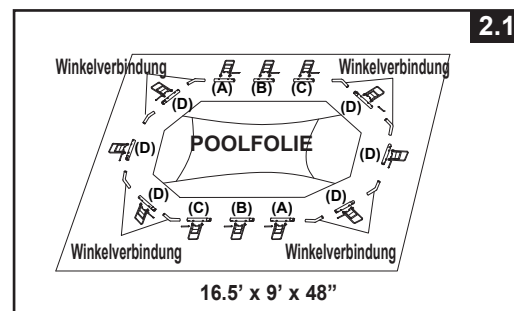 2.1
Winkelverbindung Winkelverbindung
(A) (B) (C)
(D) (D)
POOLFOLIE
(D) (D)
(D) (D)
(C) (B) (A)
Winkelverbindung Winkelverbindung
16.5’ x 9’ x 48”